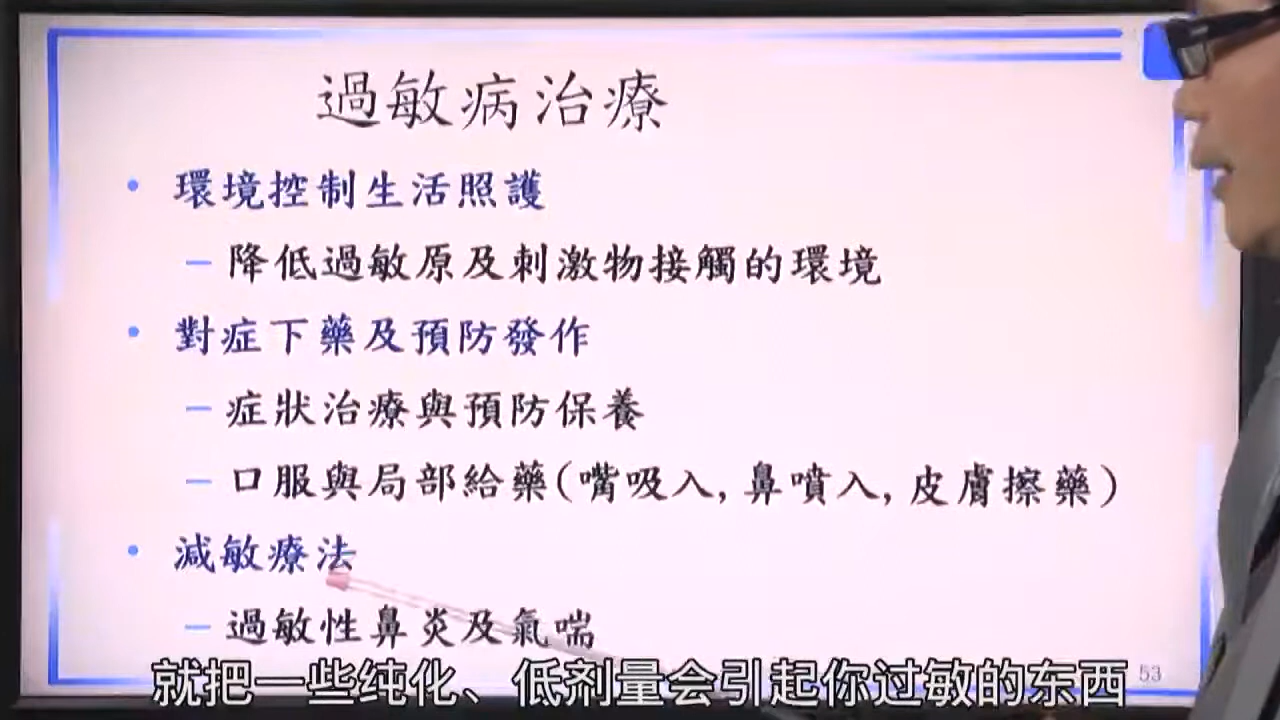 過敏病治療
• 環境控制生活照護
– 降低過敏原及刺激物接觸的環境
• 對症下藥及預防發作
– 症狀治療與預防保養
– 口服與局部給藥(嘴吸入, 鼻噴入, 皮膚擦藥)
• 減敏療法
– 過敏性鼻炎及氣喘
就把一些纯化、低剂量会引起你过敏的东西
53